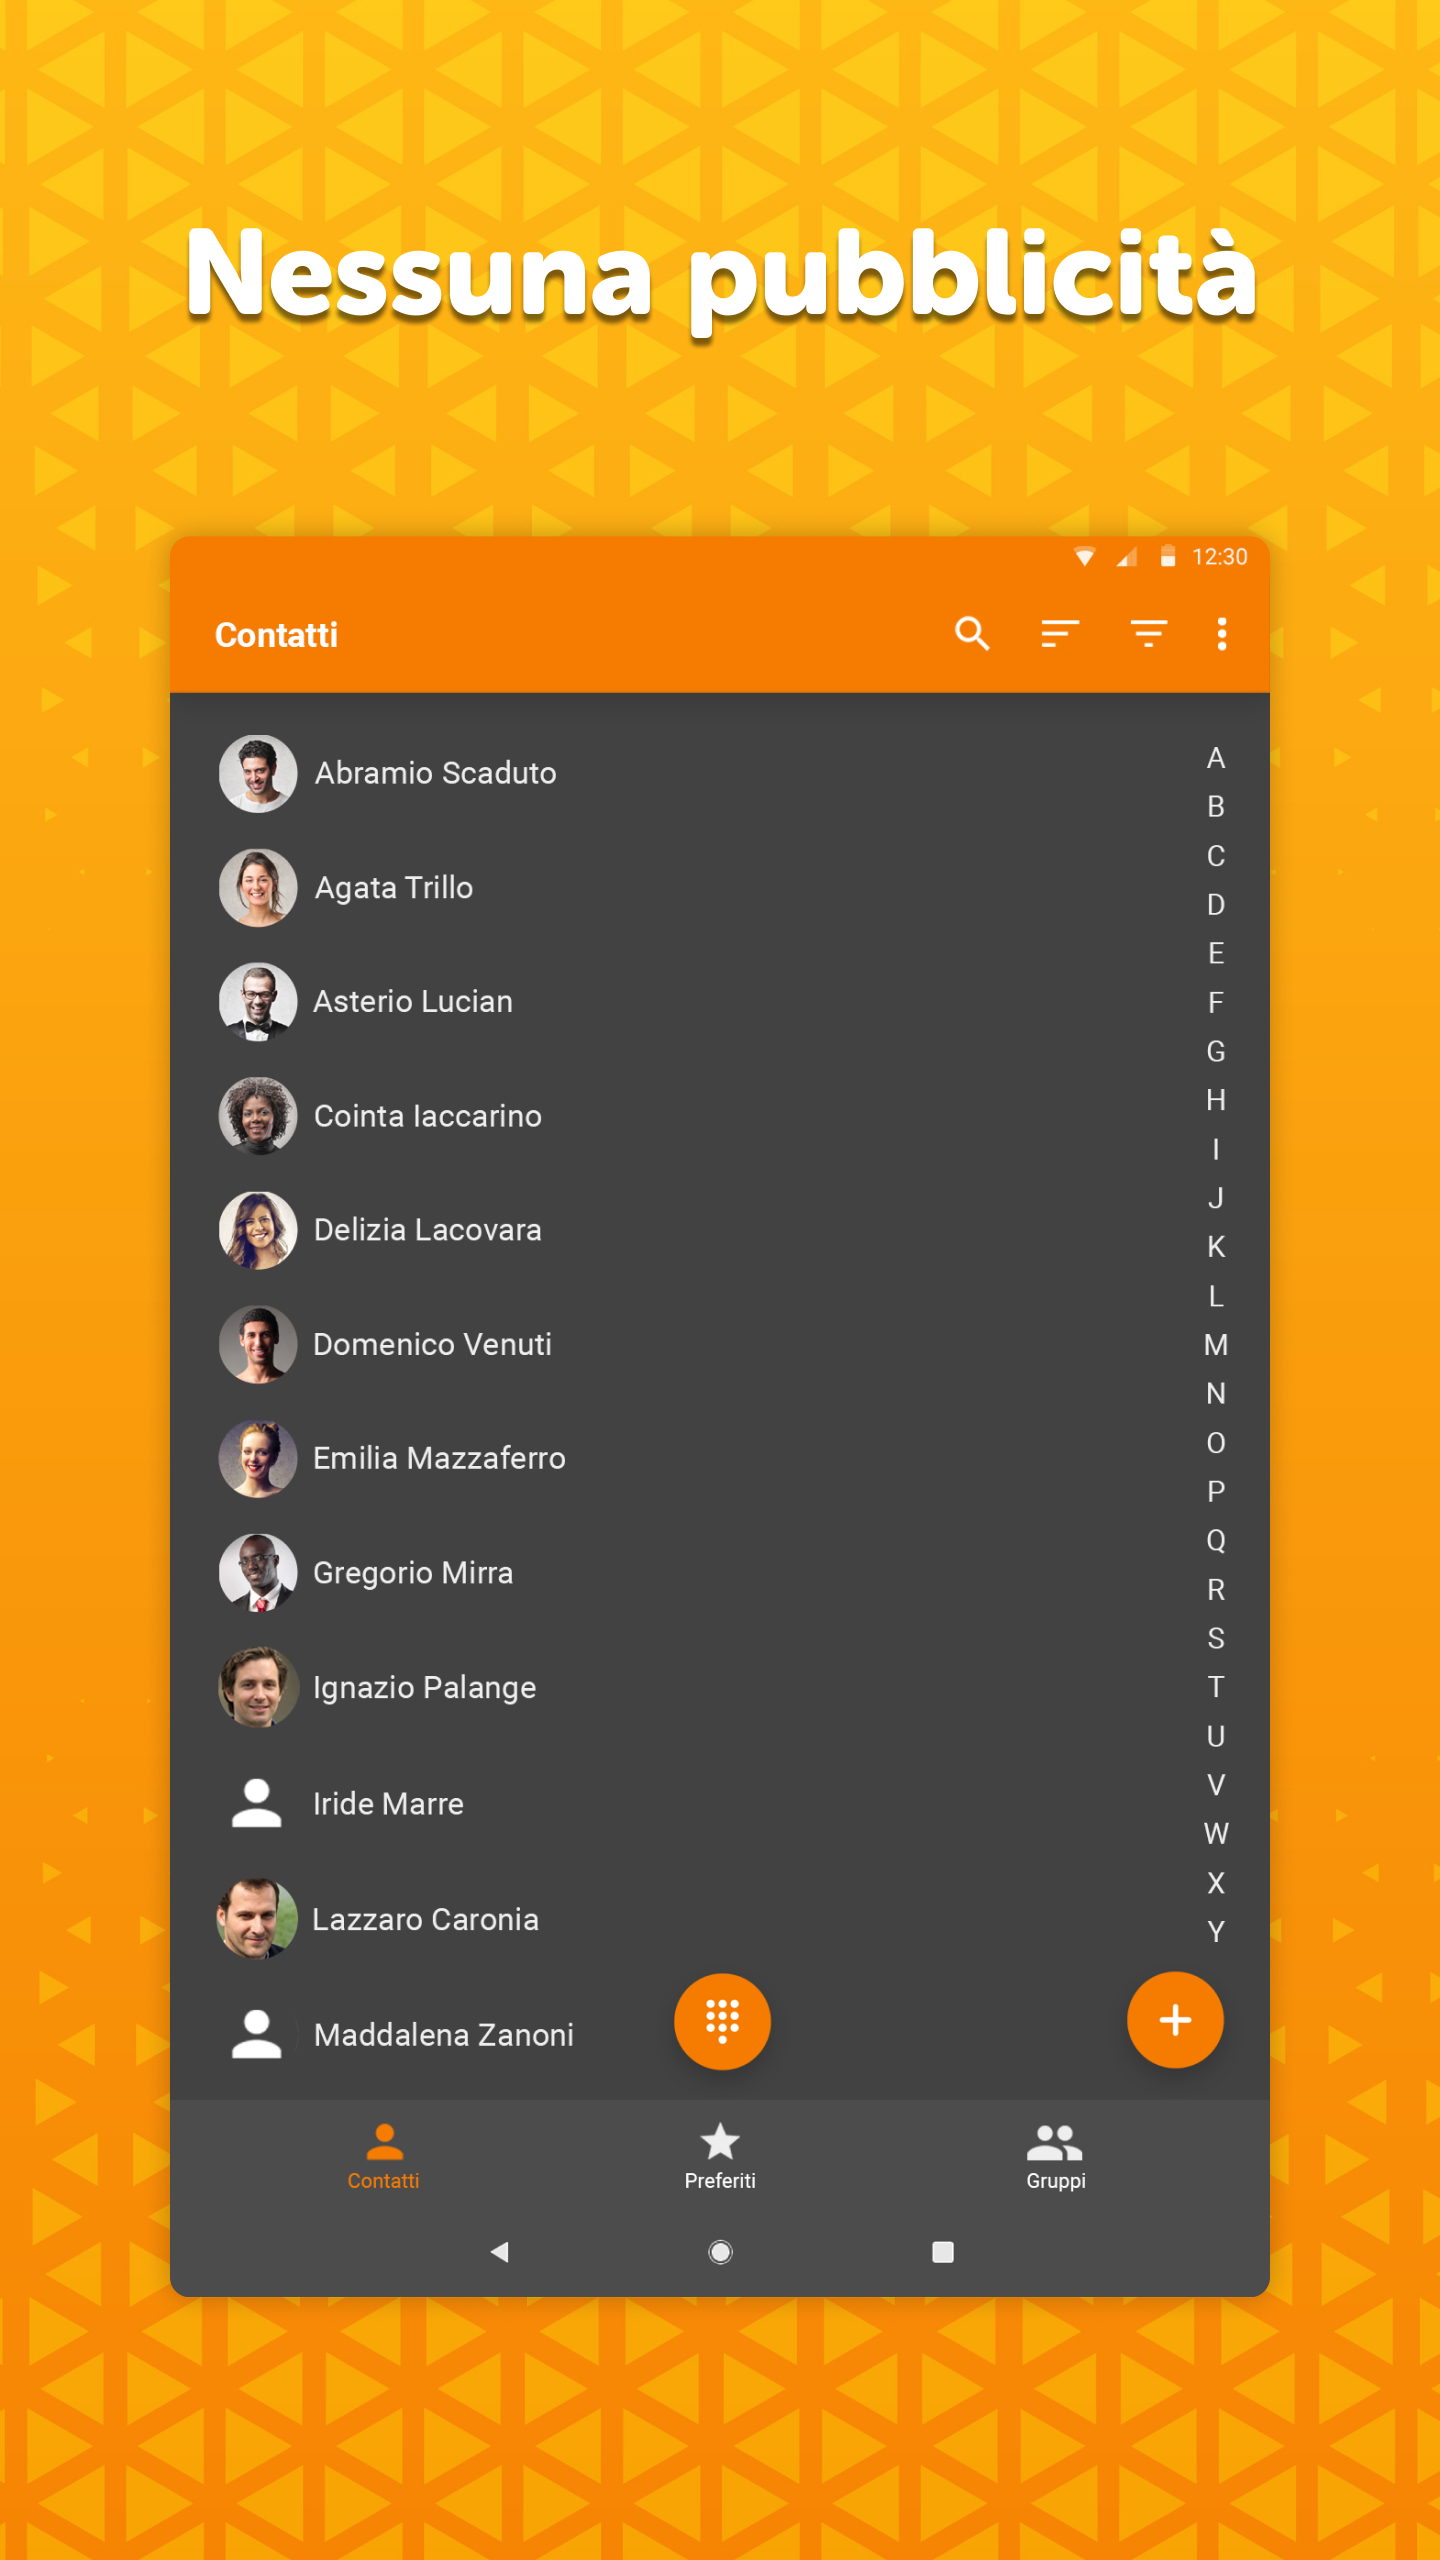 Nessuna pubblicità
12:30
Contatti
Abramio Scaduto
Agata Trillo
Asterio Lucian
Cointa Iaccarino
Delizia Lacovara
Domenico Venuti
Emilia Mazzaferro
Gregorio Mirra
Ignazio Palange
Iride Marre
Lazzaro Caronia
Maddalena Zanoni
A
B
C
D
E
F
G
H
I
J
K
L
M
N
O
P
Q
R
S
T
U
V
W
X
Y
Contatti
Preferiti
Gruppi